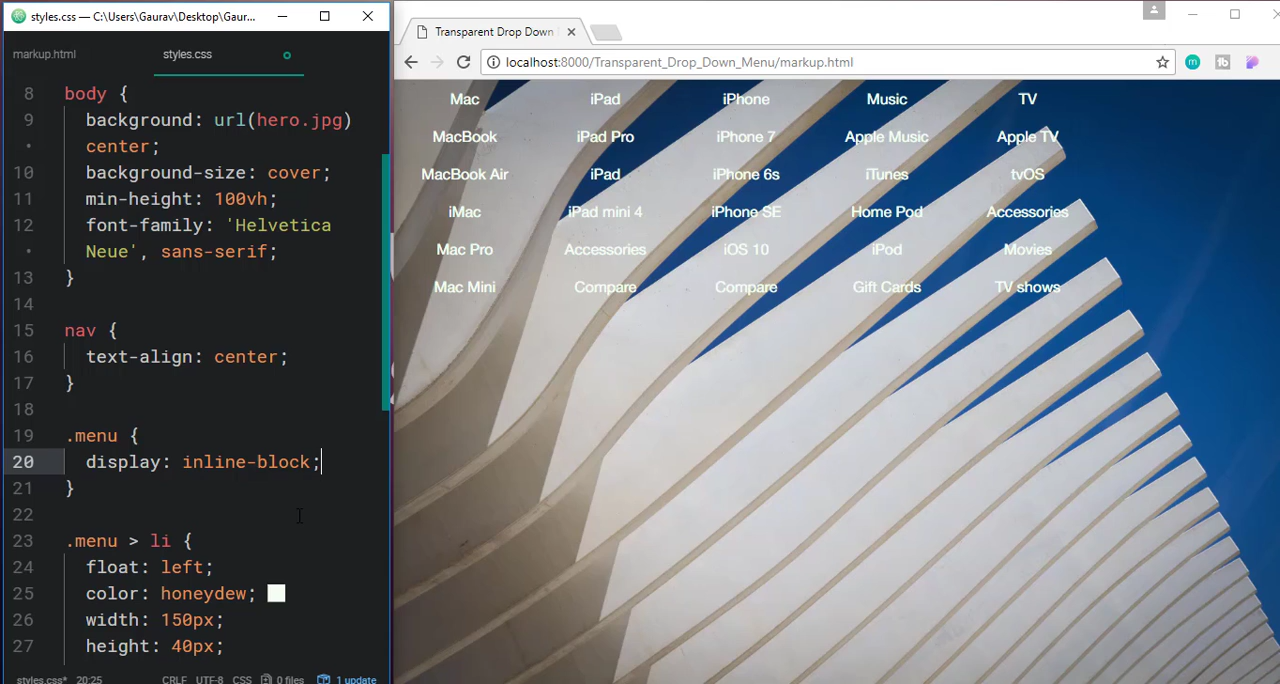 styles.css — C:\Users\Gaurav\Desktop\Gaur...
markup.html
styles.css
8 body {
9 background: url(hero.jpg)
• center;
10 background-size: cover;
11 min-height: 100vh;
12 font-family: 'Helvetica
• Neue', sans-serif;
13 }
14
15 nav {
16 text-align: center;
17 }
18
19 .menu {
20 display: inline-block;
21 }
22
23 .menu > li {
24 float: left;
25 color: honeydew;
26 width: 150px;
27 height: 40px;
styles.css* 20:25 CRLF UTF-8 CSS 0 files 1 update
Transparent Drop Down
localhost:8000/Transparent_Drop_Down_Menu/markup.html
m
tb
Mac iPad iPhone Music TV
MacBook iPad Pro iPhone 7 Apple Music Apple TV
MacBook Air iPad iPhone 6s iTunes tvOS
iMac iPad mini 4 iPhone SE Home Pod Accessories
Mac Pro Accessories iOS 10 iPod Movies
Mac Mini Compare Compare Gift Cards TV shows